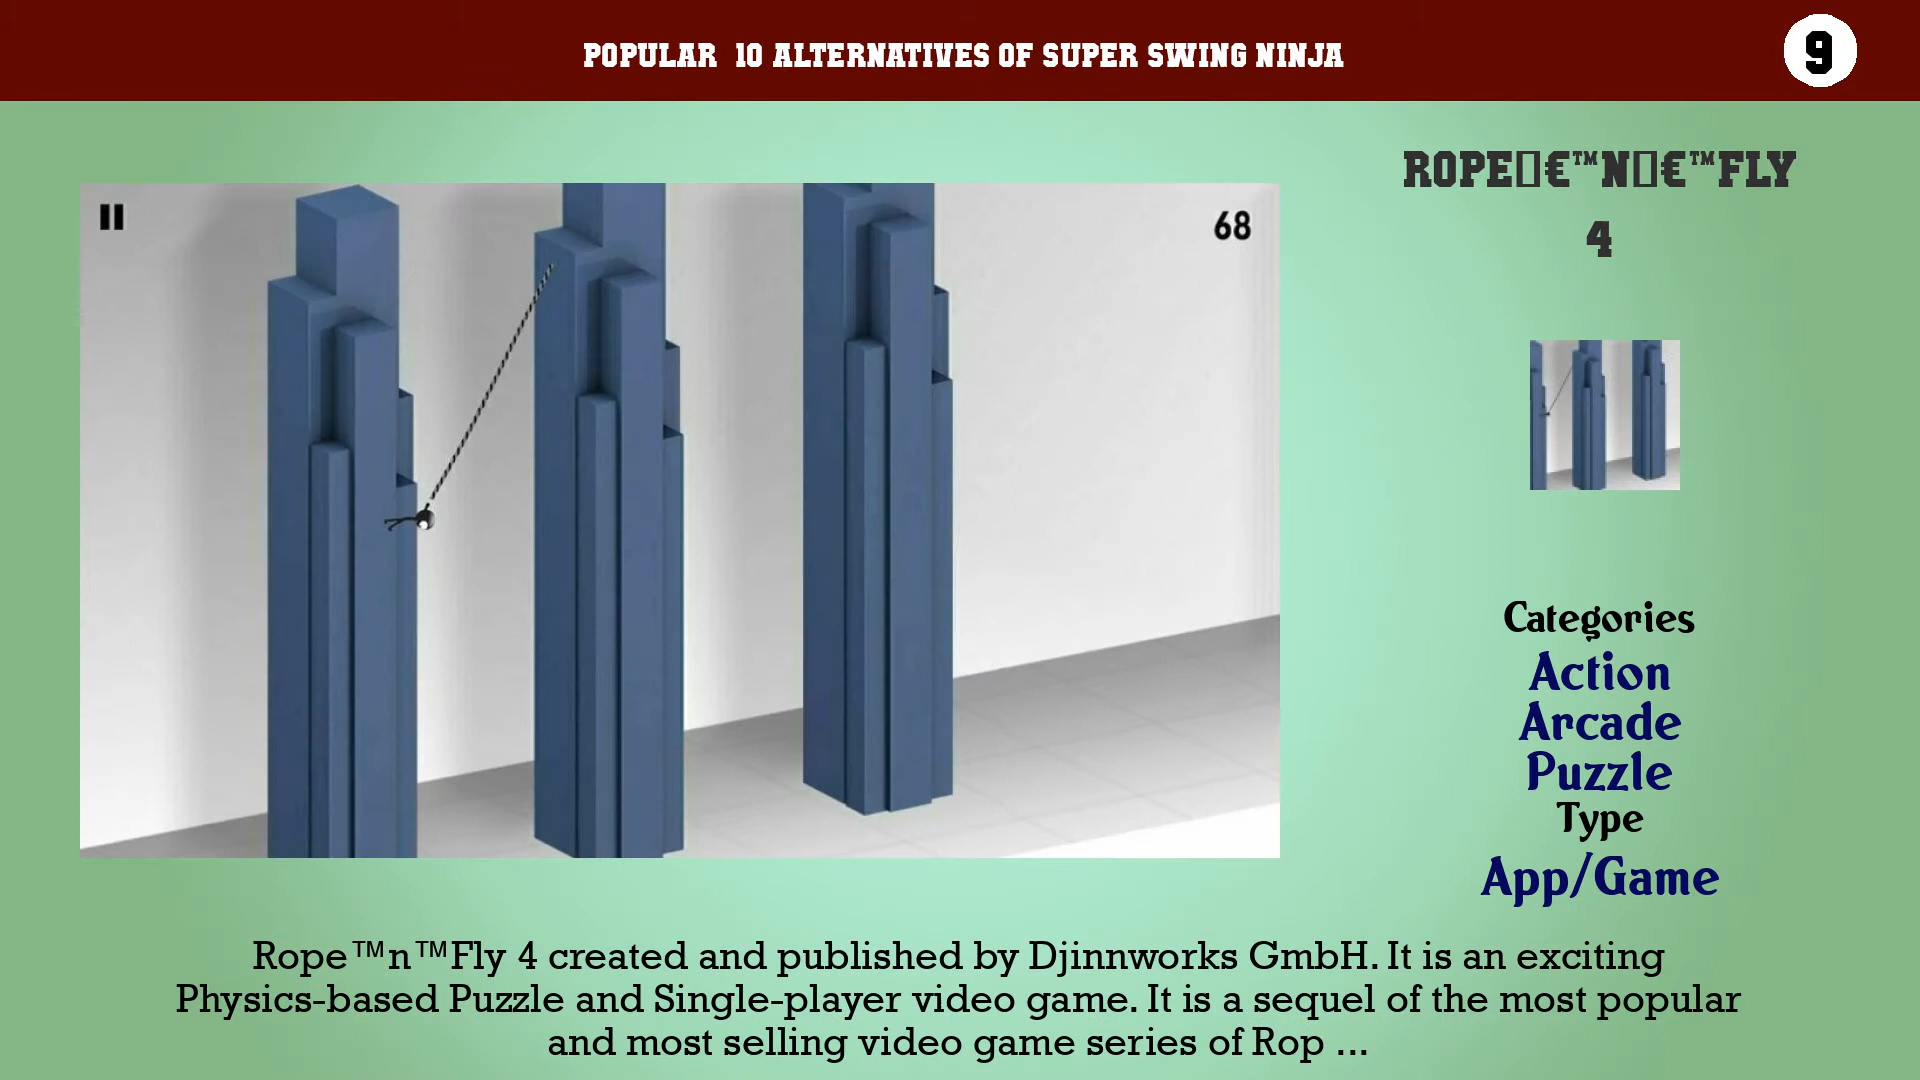 POPULAR 10 ALTERNATIVES OF SUPER SWING NINJA
9
ROPE□€™N□€™FLY
4
68
Categories
Action
Arcade
Puzzle
Type
App/Game
Rope™n™Fly 4 created and published by Djinnworks GmbH. It is an exciting
Physics-based Puzzle and Single-player video game. It is a sequel of the most popular
and most selling video game series of Rop ...